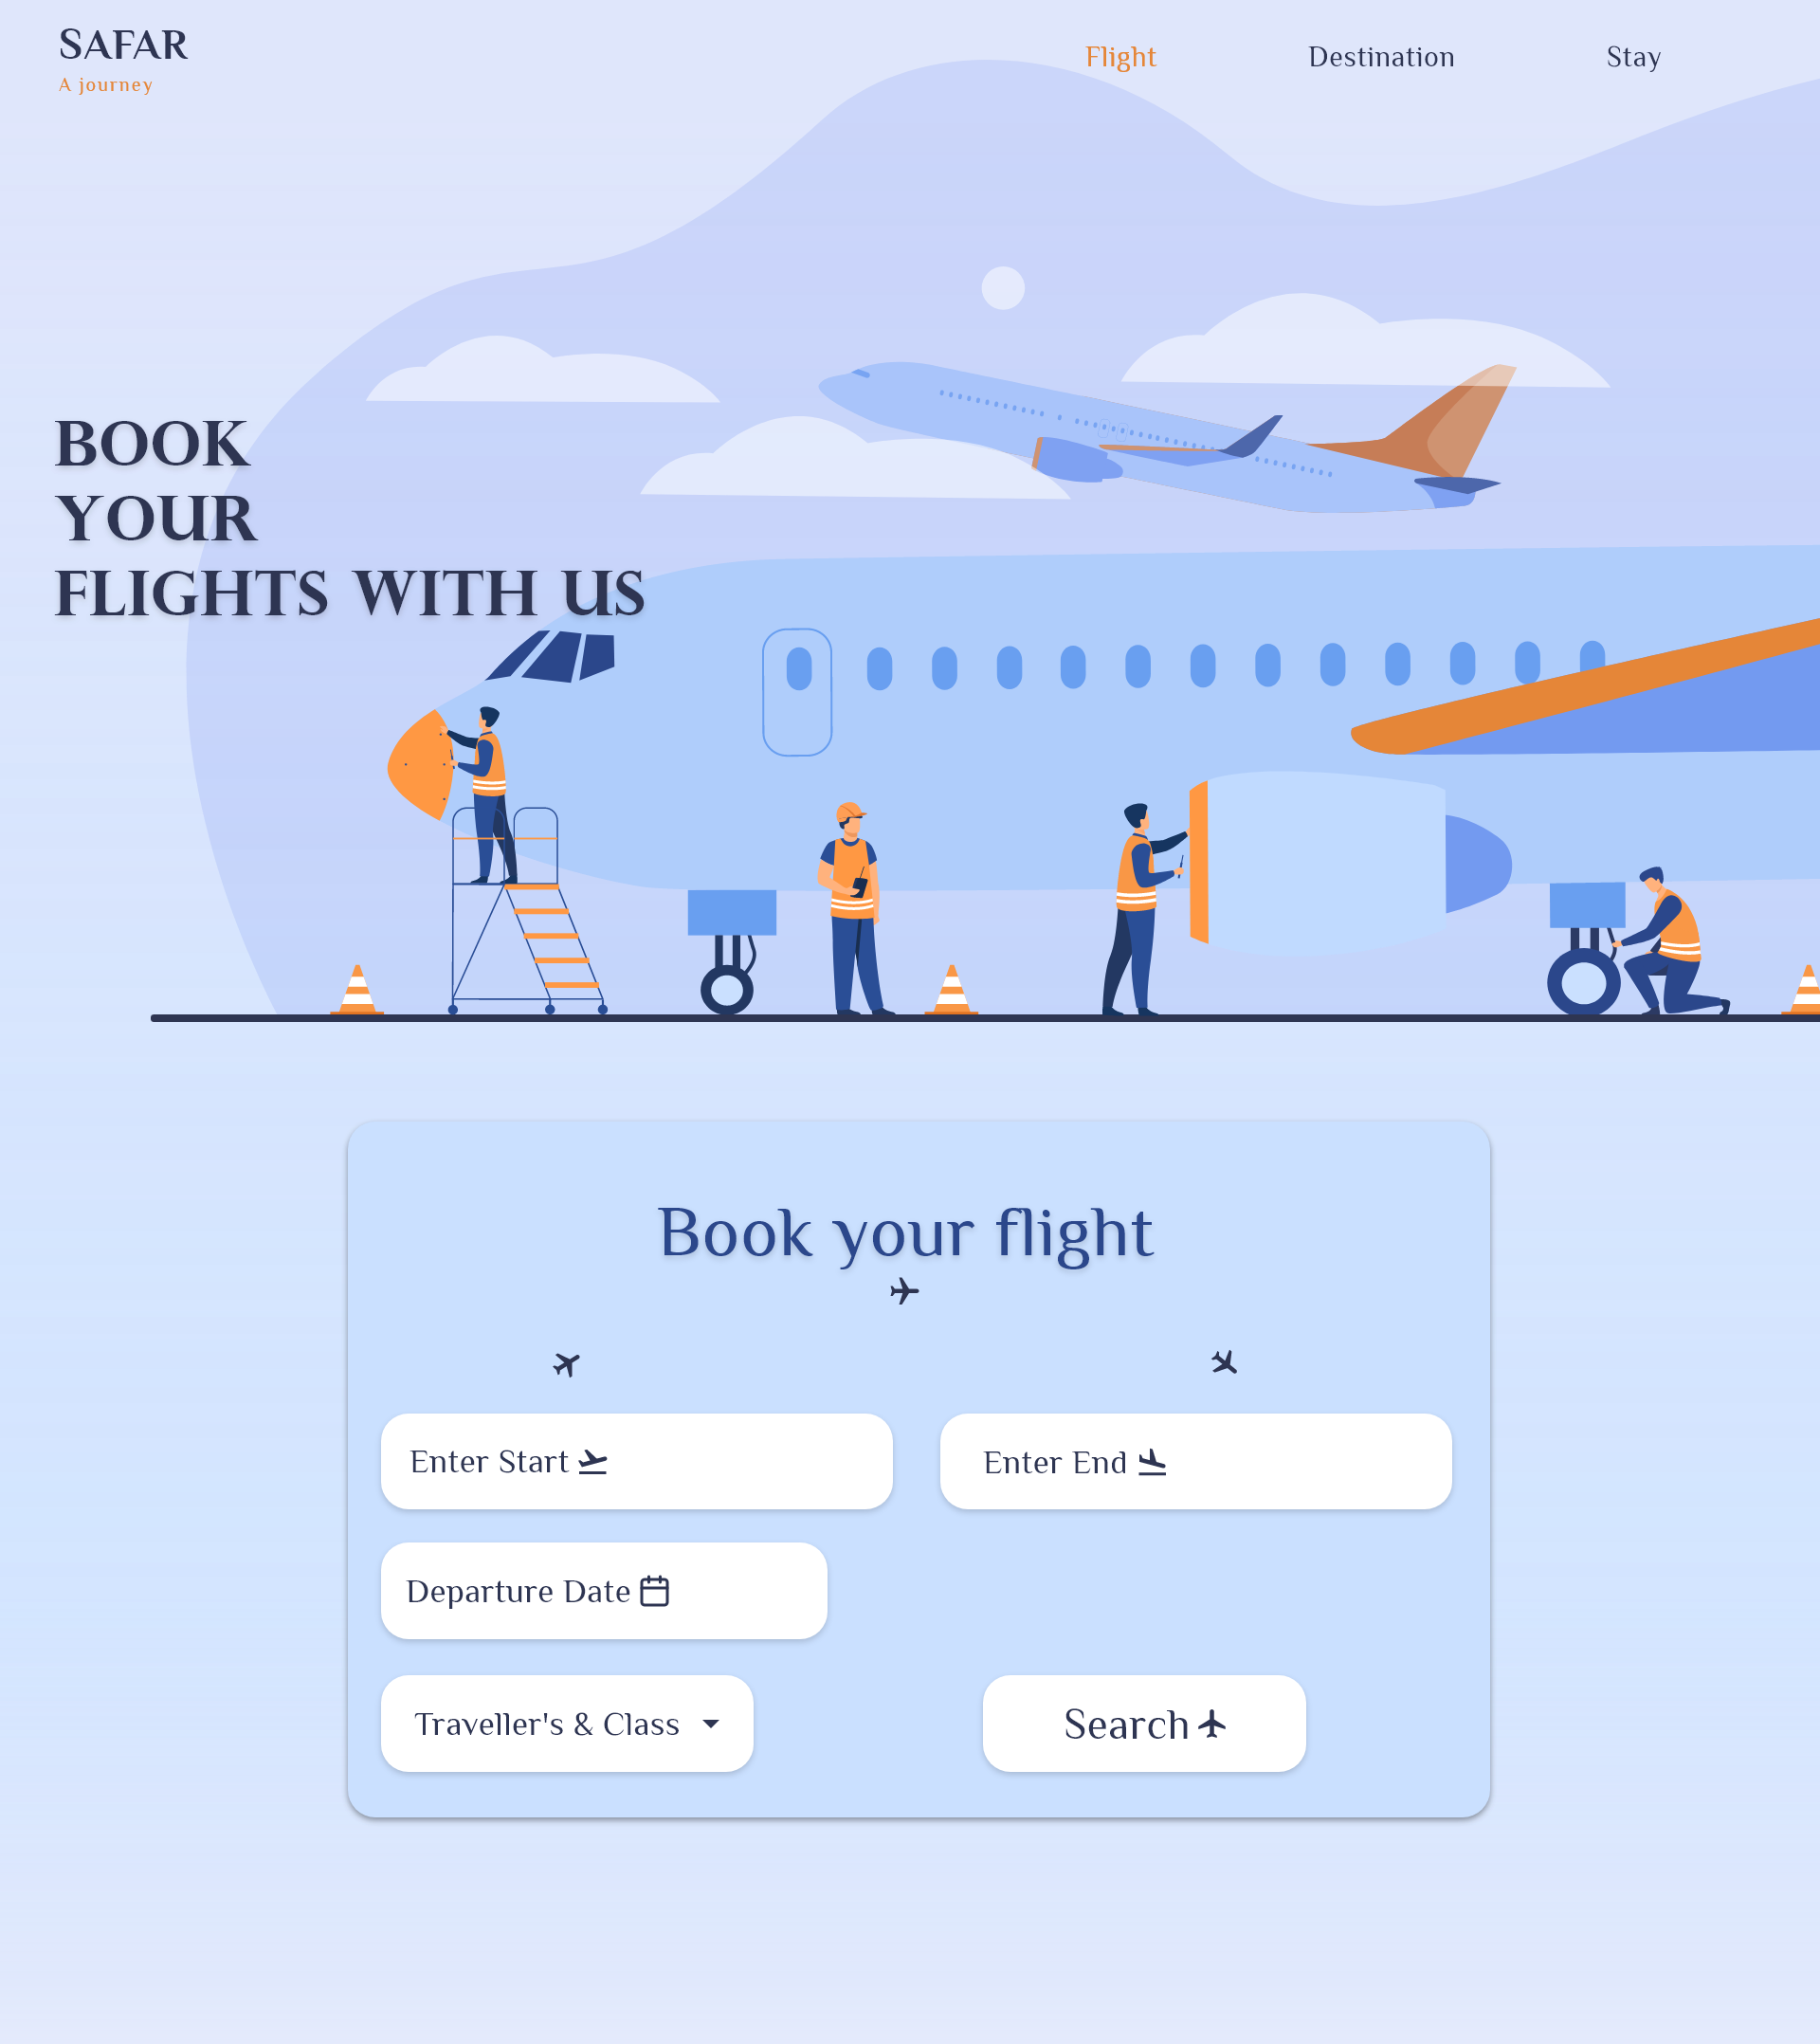 SAFAR
A journey
Flight
Destination
Stay
BOOK
YOUR
FLIGHTS WITH US
Book your flight
Enter Start
Enter End
Departure Date
Traveller's & Class
Search